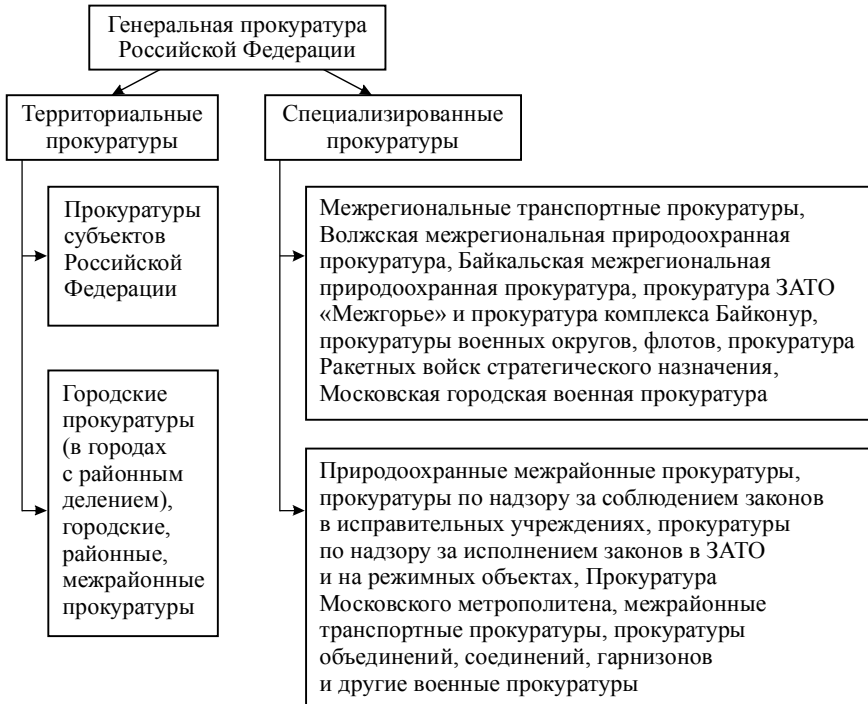 Генеральная прокуратура
Российской Федерации
Территориальные
прокуратуры
Специализированные
прокуратуры
Прокуратуры
субъектов
Российской
Федерации
Городские
прокуратуры
(в городах
с районным
делением),
городские,
районные,
межрайонные
прокуратуры
Межрегиональные транспортные прокуратуры,
Волжская межрегиональная природоохранная
прокуратура, Байкальская межрегиональная
природоохранная прокуратура, прокуратура ЗАТО
«Межгорье» и прокуратура комплекса Байконур,
прокуратуры военных округов, флотов, прокуратура
Ракетных войск стратегического назначения,
Московская городская военная прокуратура
Природоохранные межрайонные прокуратуры,
прокуратуры по надзору за соблюдением законов
в исправительных учреждениях, прокуратуры
по надзору за исполнением законов в ЗАТО
и на режимных объектах, Прокуратура
Московского метрополитена, межрайонные
транспортные прокуратуры, прокуратуры
объединений, соединений, гарнизонов
и другие военные прокуратуры